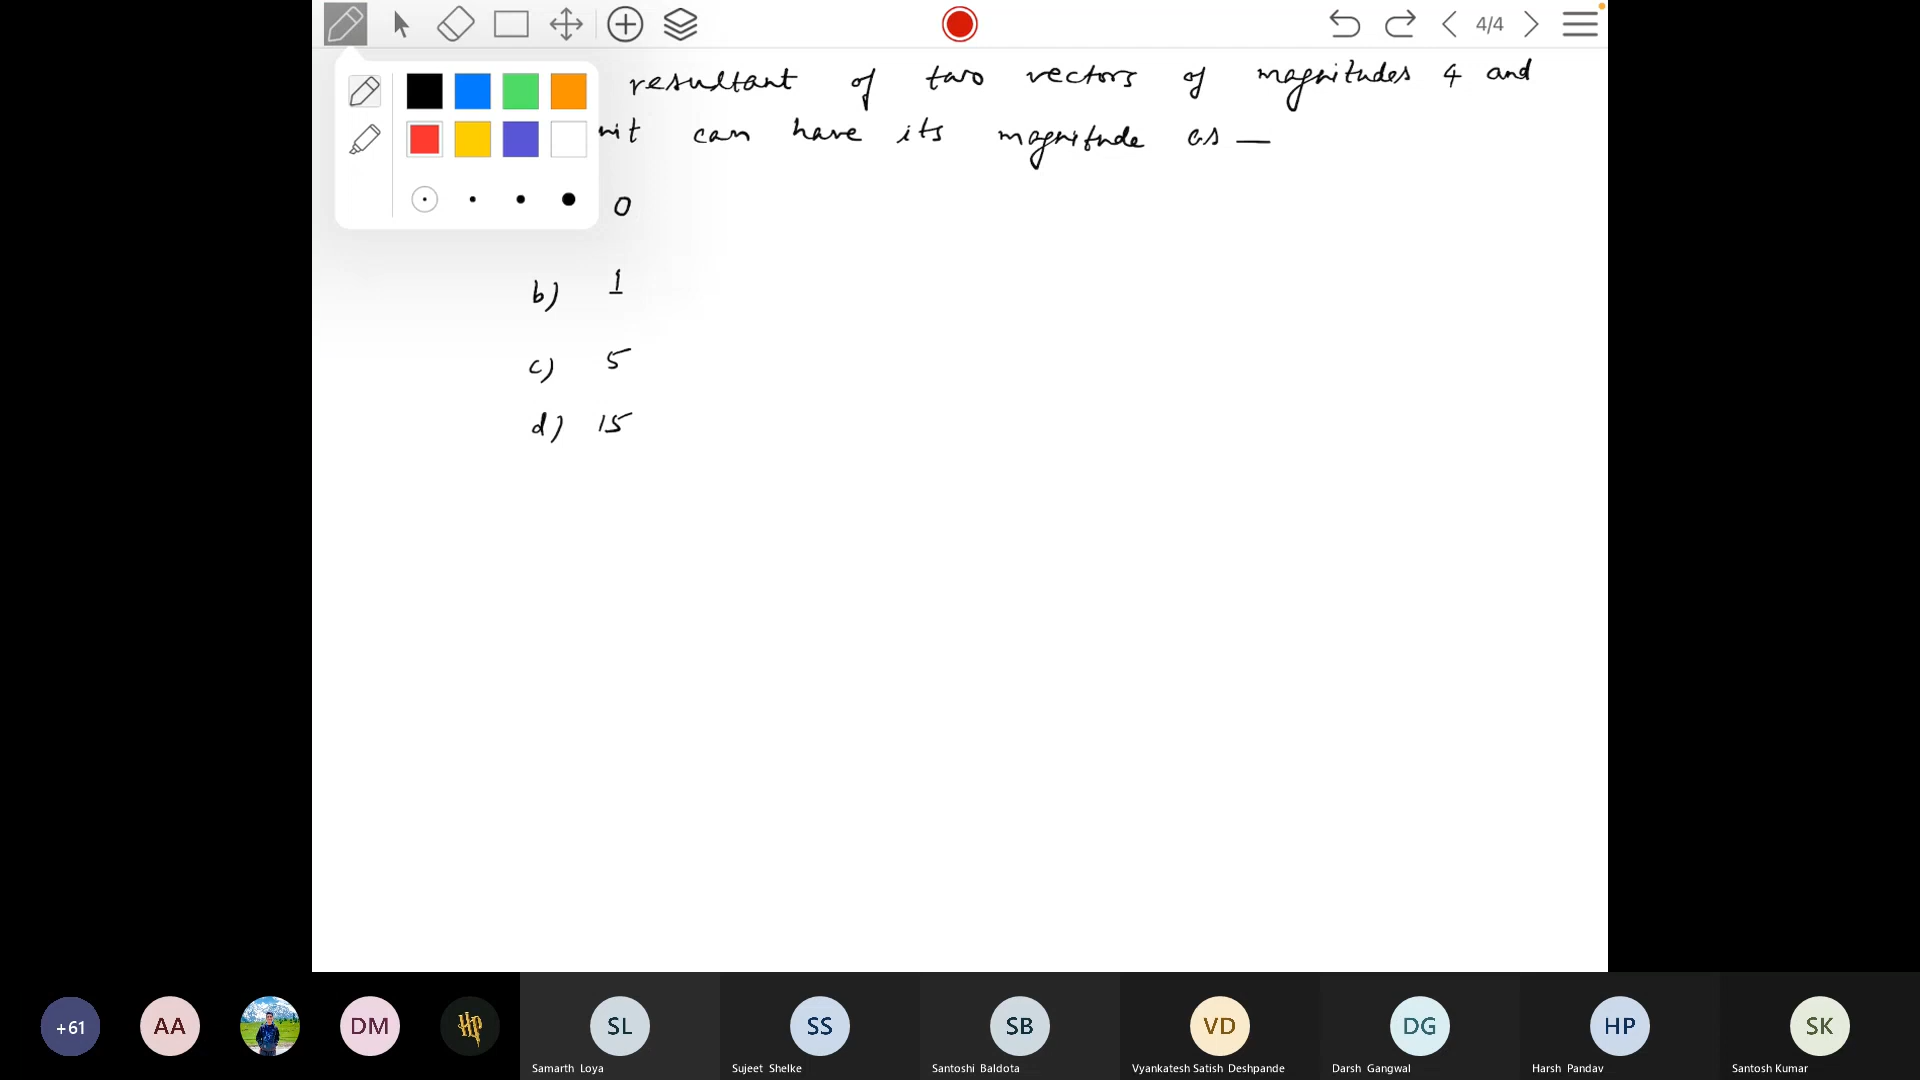 4/4
resultant of two vectors of magnitudes 4 and
nit can have its magnitude as —
0
b) 1
c) 5
d) 15
+61
AA
DM
HP
SL
SS
SB
VD
DG
HP
SK
Samarth Loya
Sujeet Shelke
Santoshi Baldota
Vyankatesh Satish Deshpande
Darsh Gangwal
Harsh Pandav
Santosh Kumar